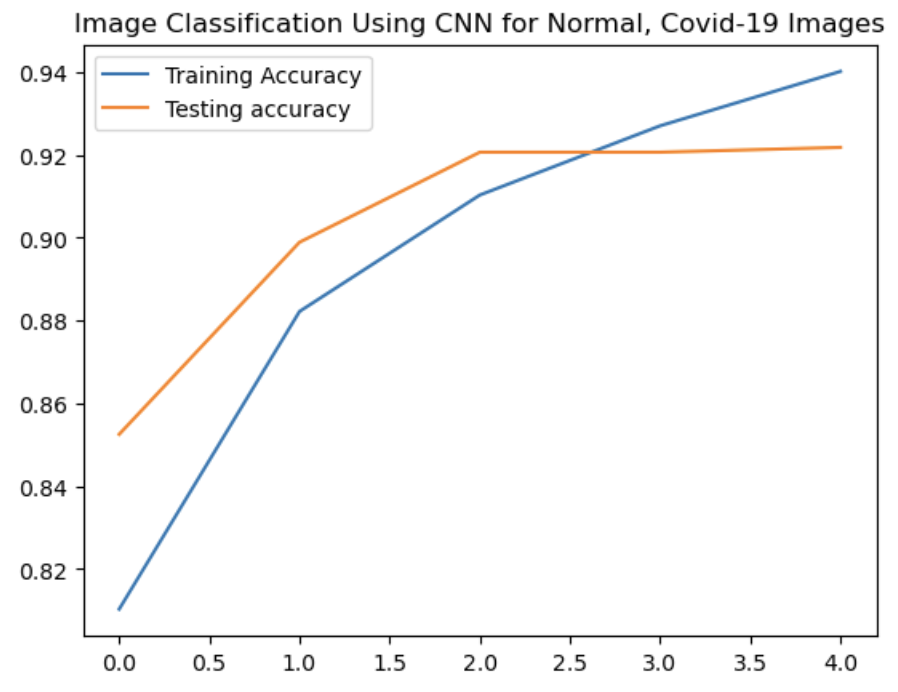 Image Classification Using CNN for Normal, Covid-19 Images
Training Accuracy
Testing accuracy
0.94
0.92
0.90
0.88
0.86
0.84
0.82
0.0 0.5 1.0 1.5 2.0 2.5 3.0 3.5 4.0